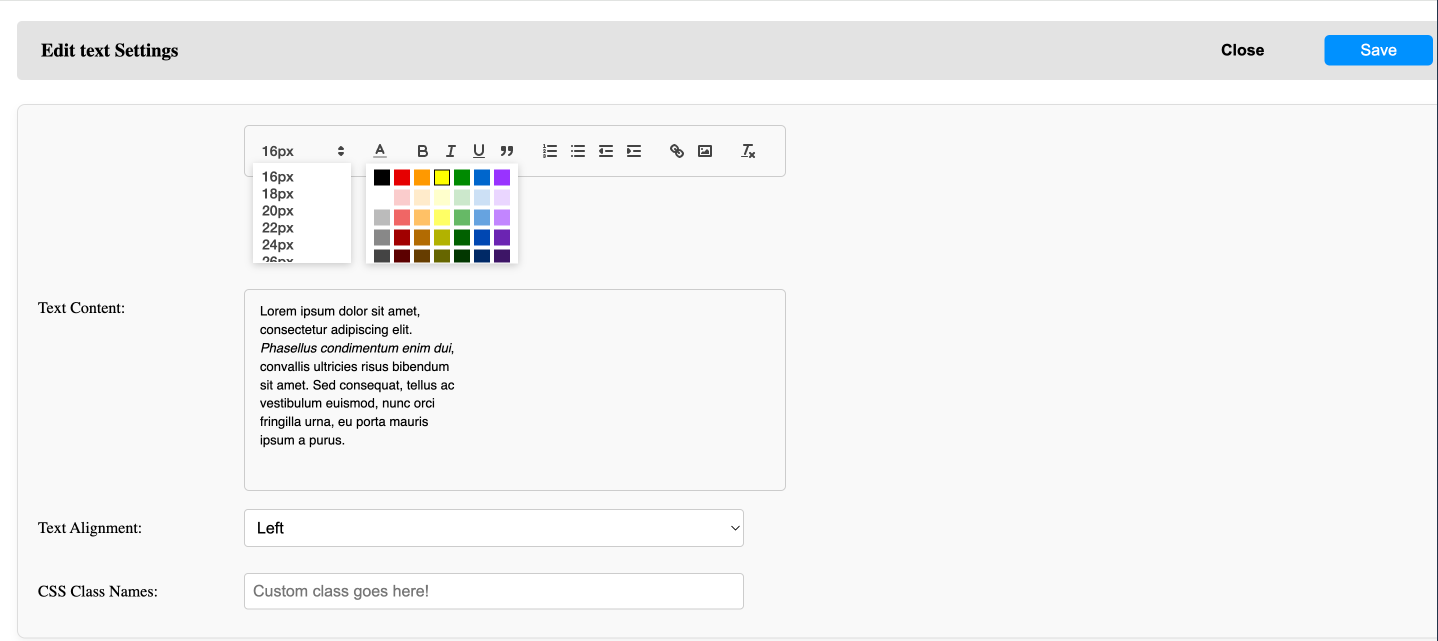 Edit text Settings
Close
Save
16px
A
B
I
U
16px
18px
20px
22px
24px
26px
Text Content:
Lorem ipsum dolor sit amet,
consectetur adipiscing elit.
Phasellus condimentum enim dui,
convallis ultricies risus bibendum
sit amet. Sed consequat, tellus ac
vestibulum euismod, nunc orci
fringilla urna, eu porta mauris
ipsum a purus.
Text Alignment:
Left
CSS Class Names:
Custom class goes here!